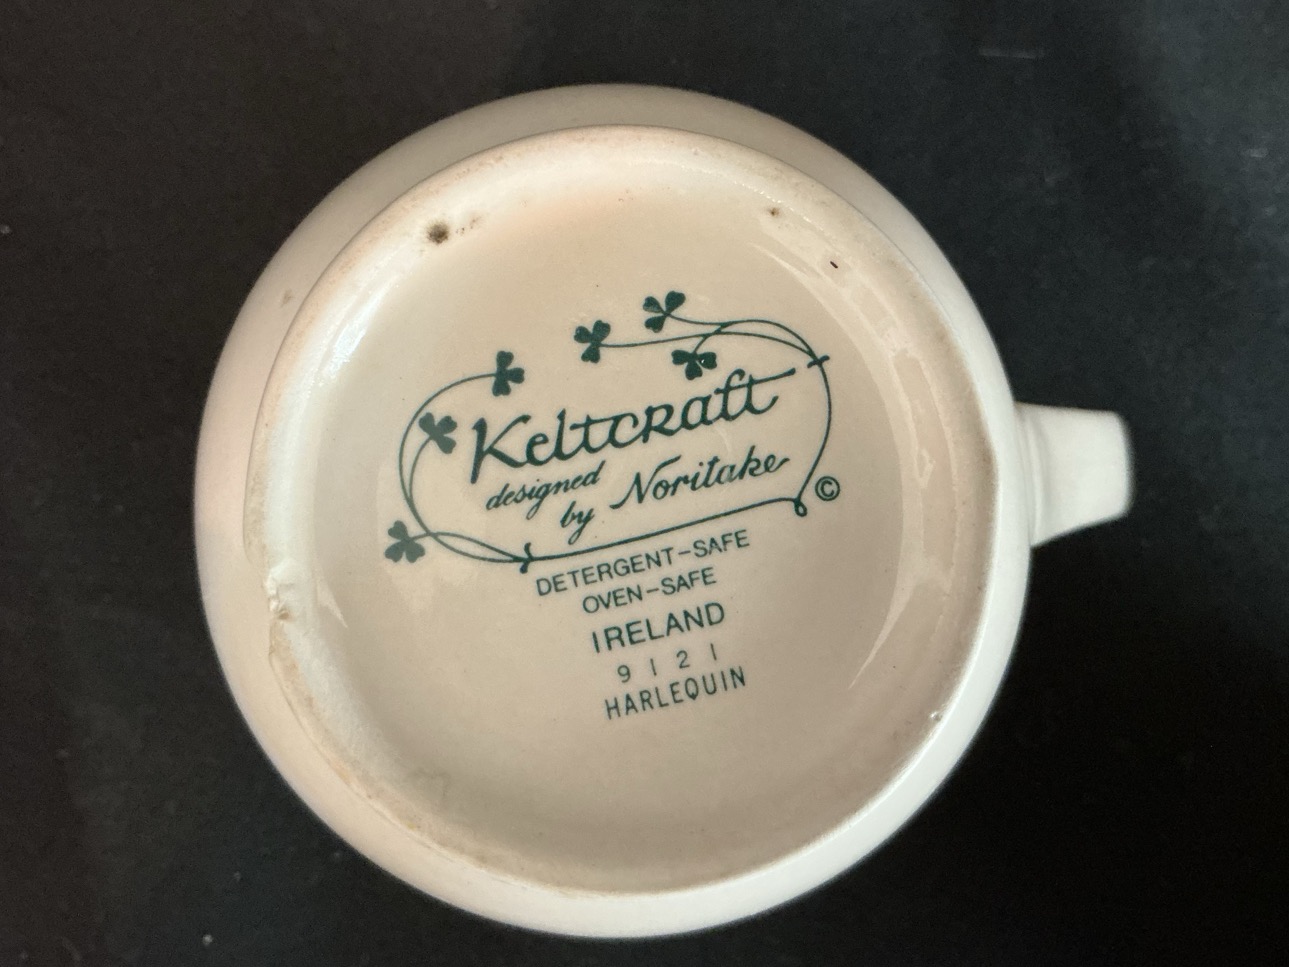 Keltcraft
designed
by Noritake
©
DETERGENT-SAFE
OVEN-SAFE
IRELAND
9121
HARLEQUIN